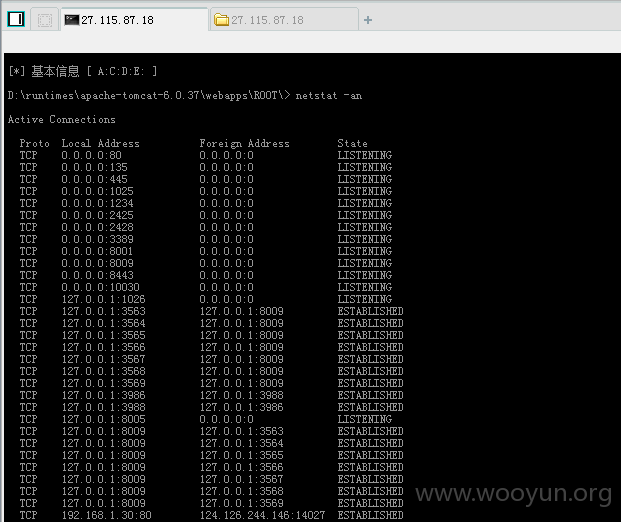 27.115.87.18 27.115.87.18 +
[*] 基本信息 [ A:C:D:E: ]
D:\runtimes\apache-tomcat-6.0.37\webapps\ROOT\> netstat -an
Active Connections
Proto Local Address Foreign Address State
TCP 0.0.0.0:80 0.0.0.0:0 LISTENING
TCP 0.0.0.0:135 0.0.0.0:0 LISTENING
TCP 0.0.0.0:445 0.0.0.0:0 LISTENING
TCP 0.0.0.0:1025 0.0.0.0:0 LISTENING
TCP 0.0.0.0:1234 0.0.0.0:0 LISTENING
TCP 0.0.0.0:2425 0.0.0.0:0 LISTENING
TCP 0.0.0.0:2428 0.0.0.0:0 LISTENING
TCP 0.0.0.0:3389 0.0.0.0:0 LISTENING
TCP 0.0.0.0:8001 0.0.0.0:0 LISTENING
TCP 0.0.0.0:8009 0.0.0.0:0 LISTENING
TCP 0.0.0.0:8443 0.0.0.0:0 LISTENING
TCP 0.0.0.0:10030 0.0.0.0:0 LISTENING
TCP 127.0.0.1:1026 0.0.0.0:0 LISTENING
TCP 127.0.0.1:3563 127.0.0.1:8009 ESTABLISHED
TCP 127.0.0.1:3564 127.0.0.1:8009 ESTABLISHED
TCP 127.0.0.1:3565 127.0.0.1:8009 ESTABLISHED
TCP 127.0.0.1:3566 127.0.0.1:8009 ESTABLISHED
TCP 127.0.0.1:3567 127.0.0.1:8009 ESTABLISHED
TCP 127.0.0.1:3568 127.0.0.1:8009 ESTABLISHED
TCP 127.0.0.1:3569 127.0.0.1:8009 ESTABLISHED
TCP 127.0.0.1:3986 127.0.0.1:3988 ESTABLISHED
TCP 127.0.0.1:3988 127.0.0.1:3986 ESTABLISHED
TCP 127.0.0.1:8005 0.0.0.0:0 LISTENING
TCP 127.0.0.1:8009 127.0.0.1:3563 ESTABLISHED
TCP 127.0.0.1:8009 127.0.0.1:3564 ESTABLISHED
TCP 127.0.0.1:8009 127.0.0.1:3565 ESTABLISHED
TCP 127.0.0.1:8009 127.0.0.1:3566 ESTABLISHED
TCP 127.0.0.1:8009 127.0.0.1:3567 ESTABLISHED
TCP 127.0.0.1:8009 127.0.0.1:3568 ESTABLISHED
TCP 127.0.0.1:8009 127.0.0.1:3569 ESTABLISHED
TCP 192.168.1.30:80 124.126.244.146:14027 ESTABLISHED
www.wooyun.org